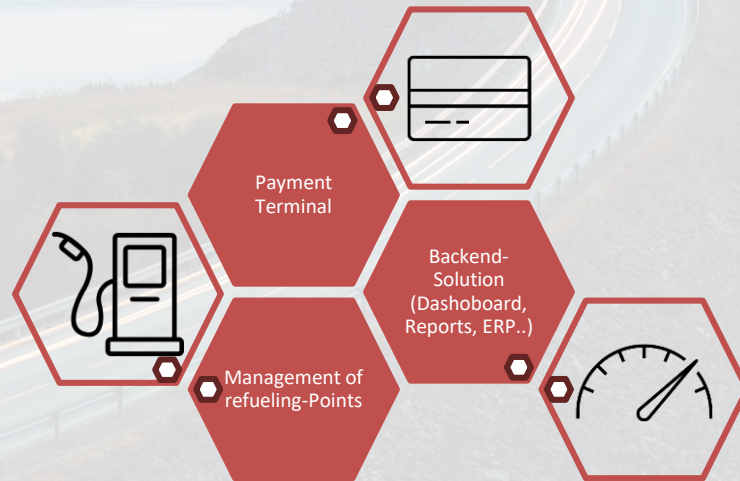 Payment
Terminal
Backend-
Solution
(Dashoboard,
Reports, ERP..)
Management of
refueling-Points